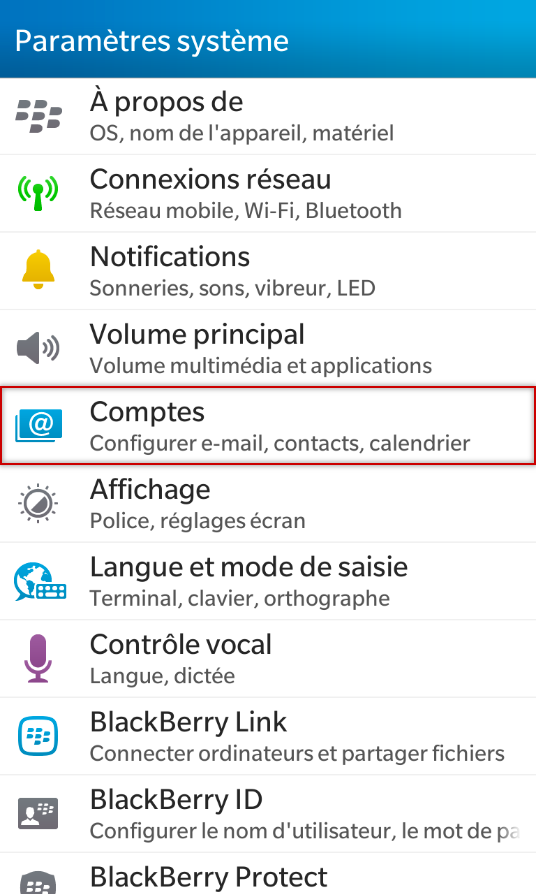 Paramètres système
À propos de
OS, nom de l'appareil, matériel
Connexions réseau
Réseau mobile, Wi-Fi, Bluetooth
Notifications
Sonneries, sons, vibreur, LED
Volume principal
Volume multimédia et applications
@
Comptes
Configurer e-mail, contacts, calendrier
Affichage
Police, réglages écran
Langue et mode de saisie
Terminal, clavier, orthographe
Contrôle vocal
Langue, dictée
BlackBerry Link
Connecter ordinateurs et partager fichiers
BlackBerry ID
Configurer le nom d'utilisateur, le mot de pa
BlackBerry Protect